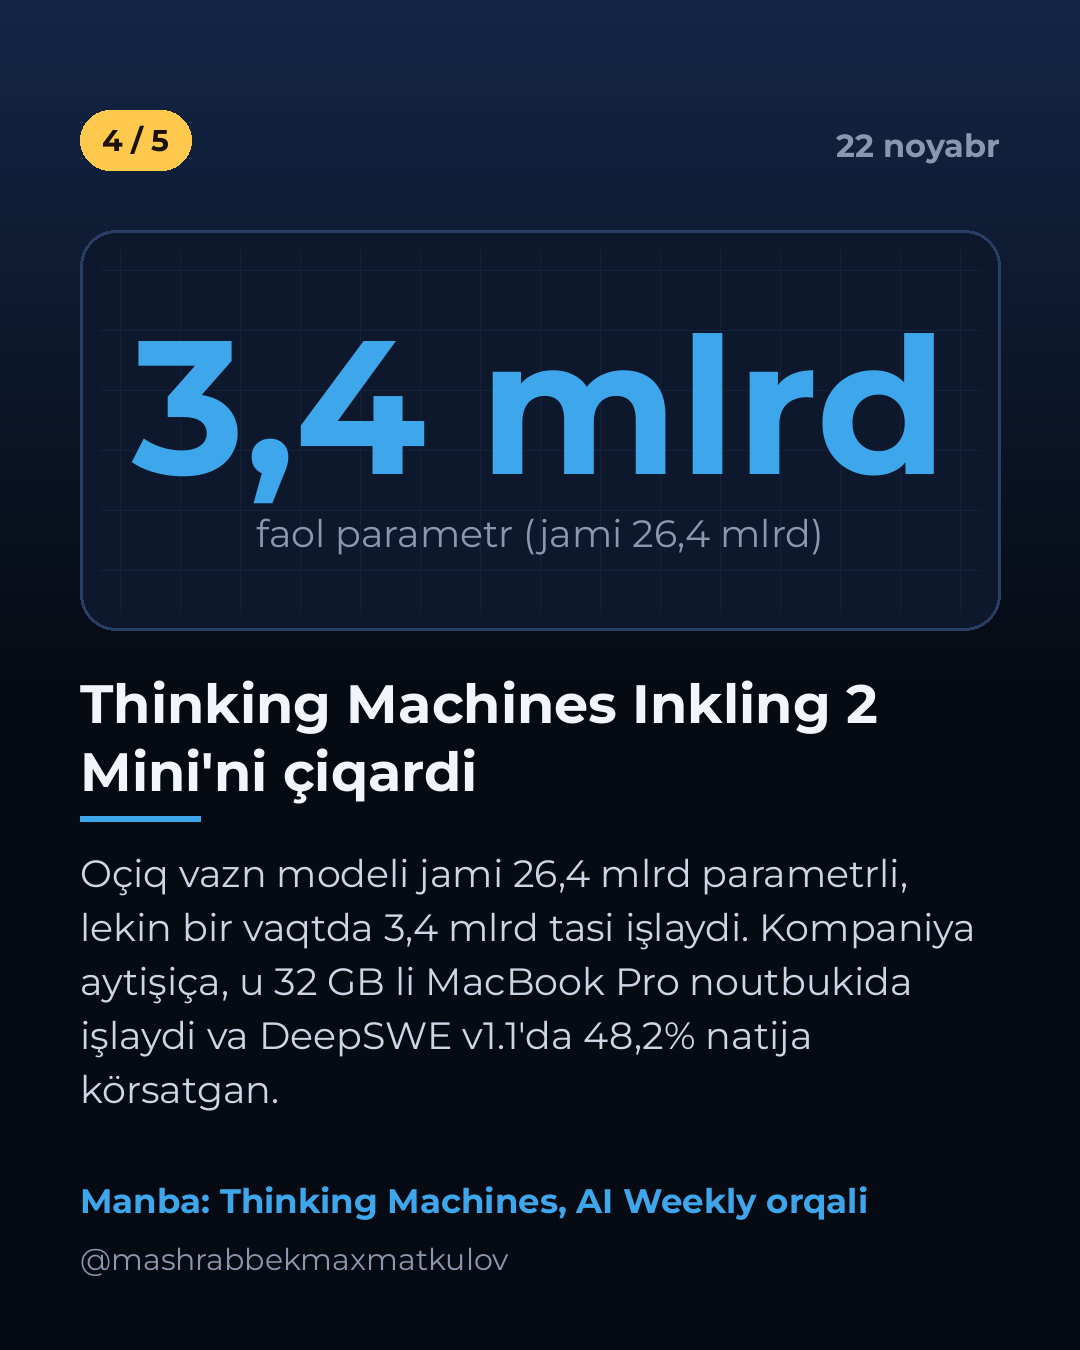 4 / 5
22 noyabr
3,4 mlrd
faol parametr (jami 26,4 mlrd)
Thinking Machines Inkling 2
Mini'ni çiqardi
Oçiq vazn modeli jami 26,4 mlrd parametrli,
lekin bir vaqtda 3,4 mlrd tasi işlaydi. Kompaniya
aytişiça, u 32 GB li MacBook Pro noutbukida
işlaydi va DeepSWE v1.1'da 48,2% natija
körsatgan.
Manba: Thinking Machines, AI Weekly orqali
@mashrabbekmaxmatkulov